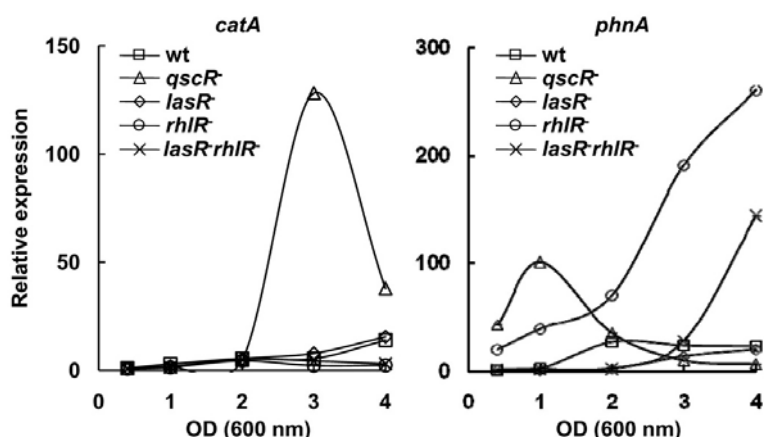 catA
150
wt
qscR⁻
lasR⁻
100
rhlR⁻
lasR⁻rhlR⁻
Relative expression
50
0
0 1 2 3 4
OD (600 nm)
phnA
300
wt
qscR⁻
lasR⁻
200
rhlR⁻
lasR⁻rhlR⁻
100
0
0 1 2 3 4
OD (600 nm)